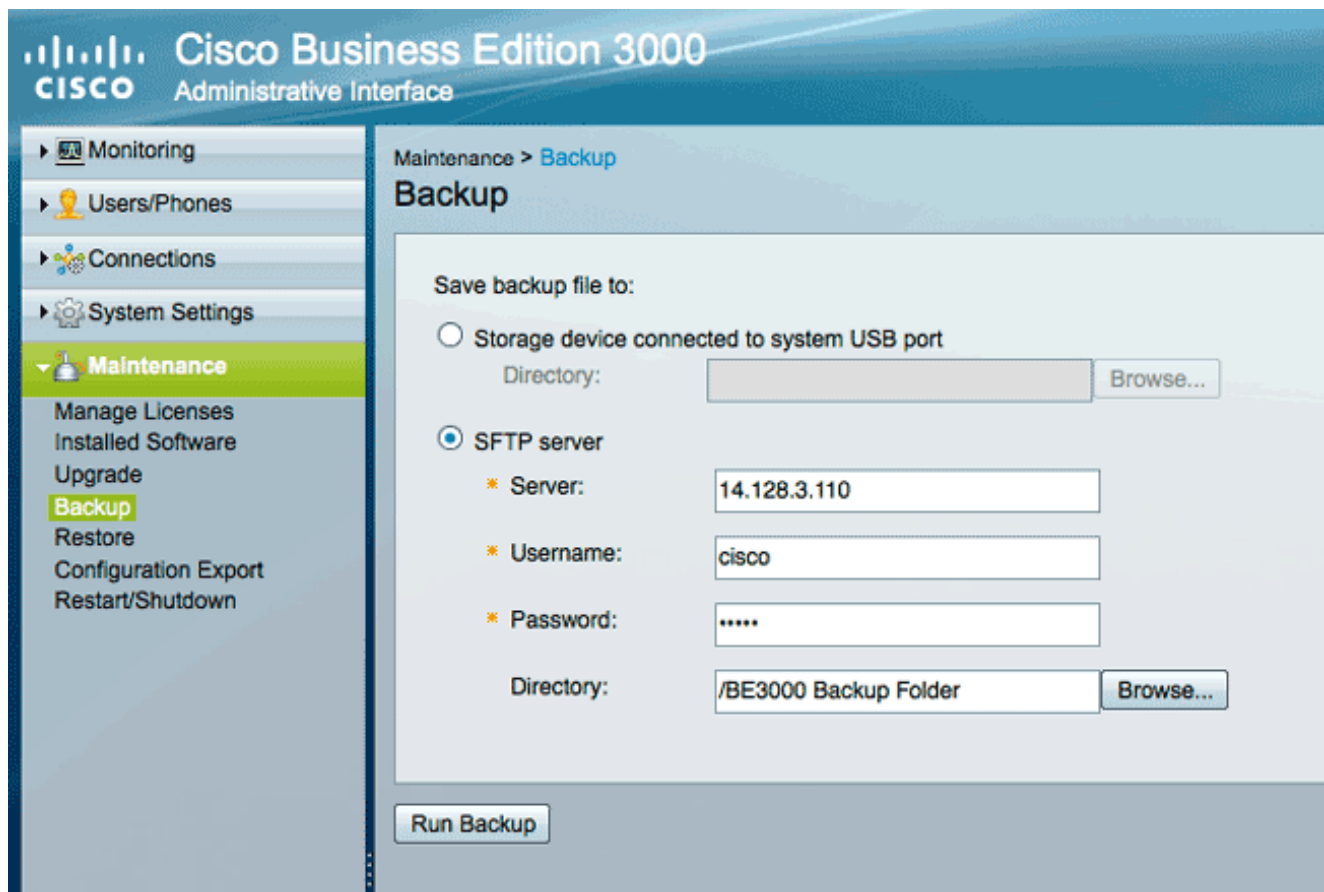 CISCO
Cisco Business Edition 3000
Administrative Interface
Monitoring
Users/Phones
Connections
System Settings
Maintenance
Manage Licenses
Installed Software
Upgrade
Backup
Restore
Configuration Export
Restart/Shutdown
Maintenance > Backup
Backup
Save backup file to:
Storage device connected to system USB port
Directory: Browse...
SFTP server
* Server: 14.128.3.110
* Username: cisco
* Password: •••••
Directory: /BE3000 Backup Folder Browse...
Run Backup